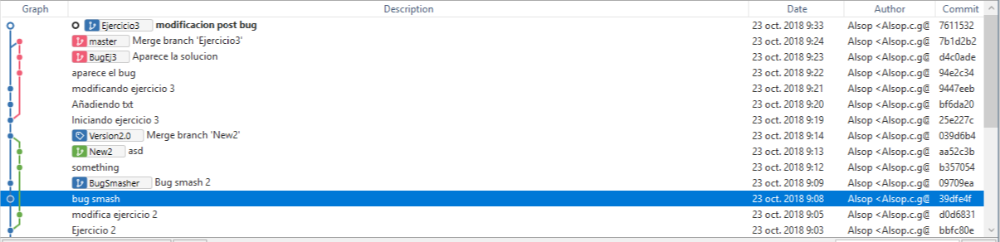 Graph Description Date Author Commit
Ejercicio3 modificacion post bug 23 oct. 2018 9:33 Alsop <Alsop.c.g@ 7611532
master Merge branch 'Ejercicio3' 23 oct. 2018 9:24 Alsop <Alsop.c.g@ 7b1d2b2
BugEj3 Aparece la solucion 23 oct. 2018 9:23 Alsop <Alsop.c.g@ d4c0ade
aparece el bug 23 oct. 2018 9:22 Alsop <Alsop.c.g@ 94e2c34
modificando ejercicio 3 23 oct. 2018 9:21 Alsop <Alsop.c.g@ 9447eeb
Añadiendo txt 23 oct. 2018 9:20 Alsop <Alsop.c.g@ bf6da20
Iniciando ejercicio 3 23 oct. 2018 9:19 Alsop <Alsop.c.g@ 25e227c
Version2.0 Merge branch 'New2' 23 oct. 2018 9:14 Alsop <Alsop.c.g@ 039d6b4
New2 asd 23 oct. 2018 9:13 Alsop <Alsop.c.g@ aa52c3b
something 23 oct. 2018 9:12 Alsop <Alsop.c.g@ b357054
BugSmasher Bug smash 2 23 oct. 2018 9:09 Alsop <Alsop.c.g@ 09709ea
bug smash 23 oct. 2018 9:08 Alsop <Alsop.c.g@ 39dfe4f
modifica ejercicio 2 23 oct. 2018 9:05 Alsop <Alsop.c.g@ d0d6831
Ejercicio 2 23 oct. 2018 9:03 Alsop <Alsop.c.g@ bbfc80e